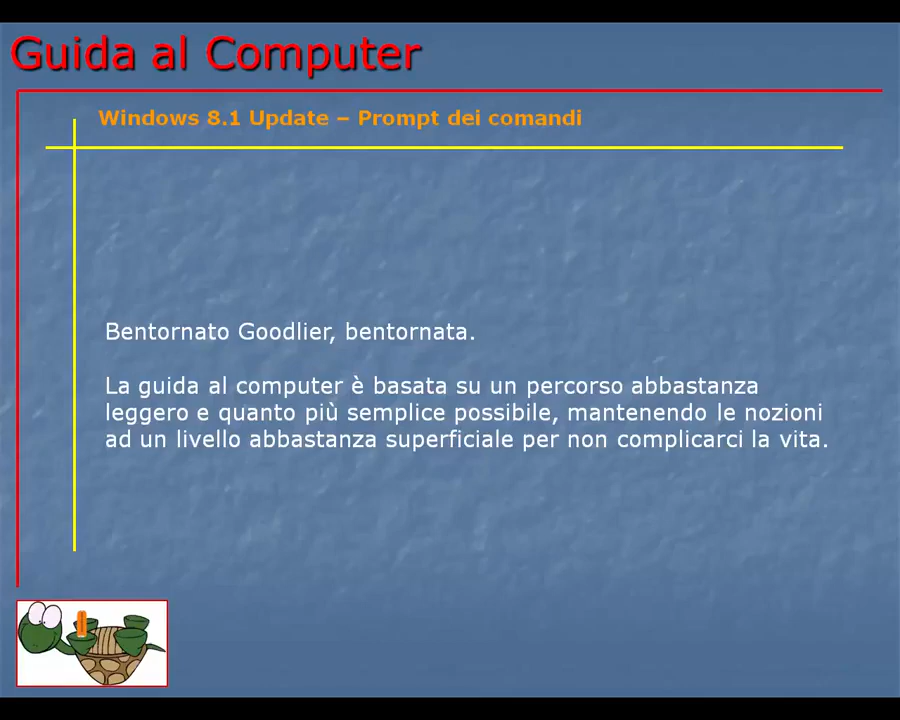 Guida al Computer
Windows 8.1 Update – Prompt dei comandi
Bentornato Goodlier, bentornata.
La guida al computer è basata su un percorso abbastanza
leggero e quanto più semplice possibile, mantenendo le nozioni
ad un livello abbastanza superficiale per non complicarci la vita.